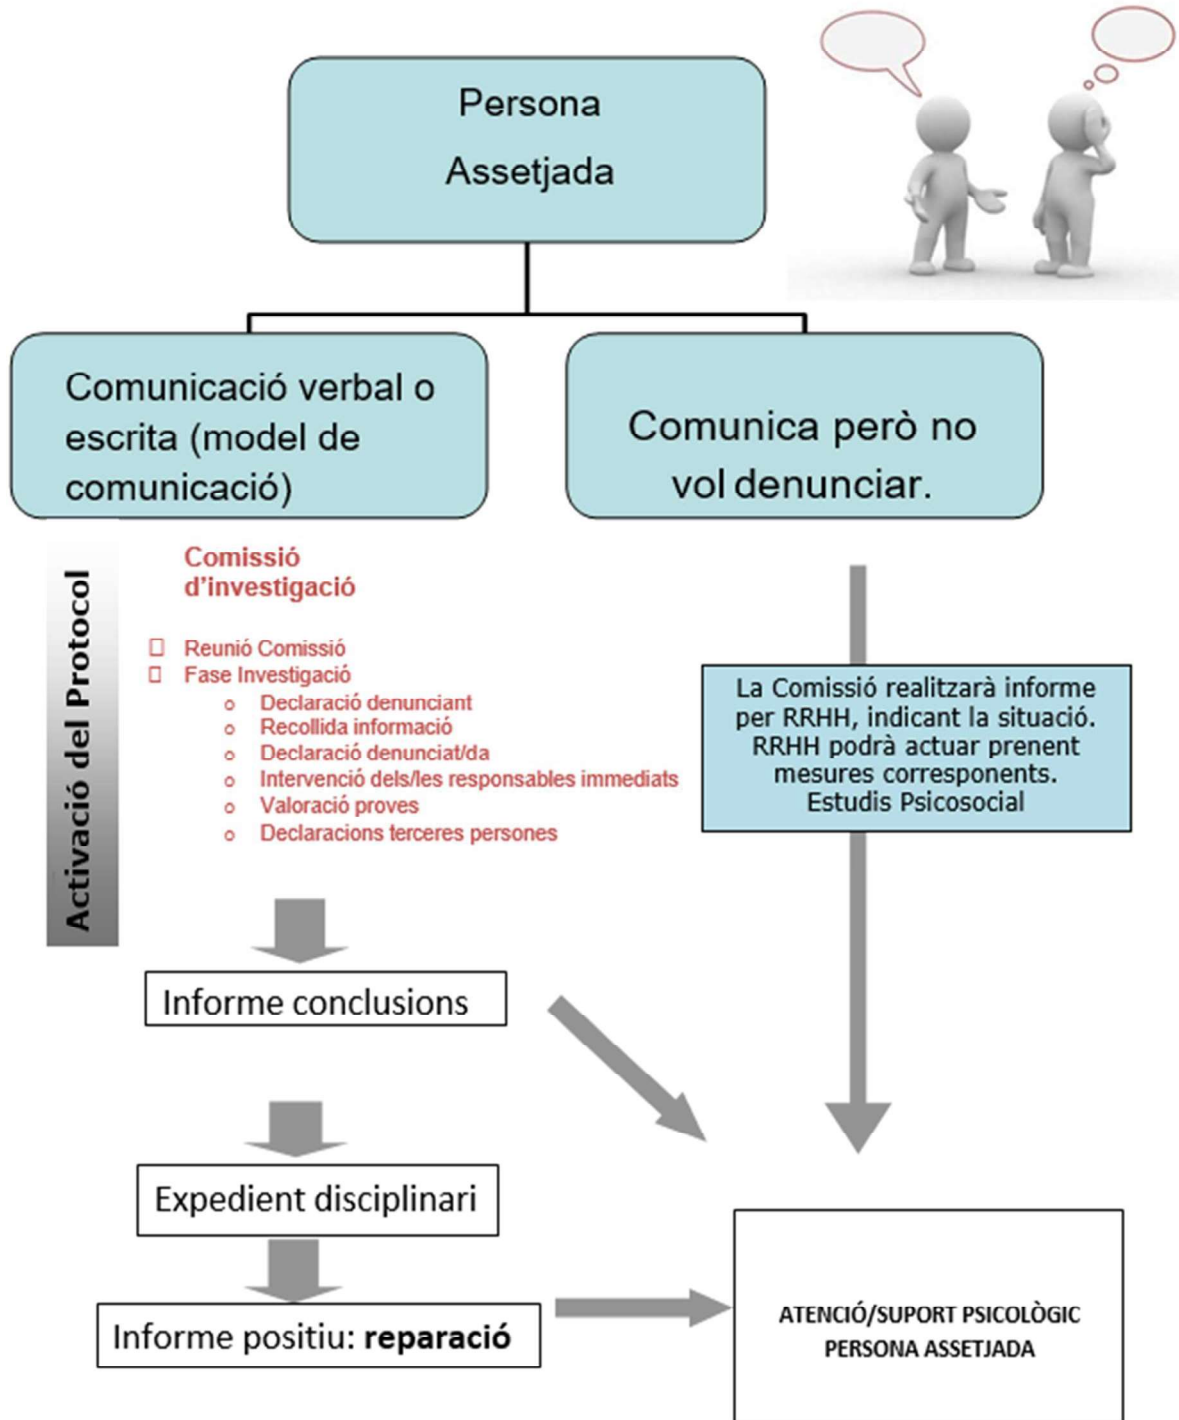 Persona
Assetjada
Comunicació verbal o
escrita (model de
comunicació)
Comunica però no
vol denunciar.
Activació del Protocol
Comissió
d’investigació
Reunió Comissió
Fase Investigació
o Declaració denunciant
o Recollida informació
o Declaració denunciat/da
o Intervenció dels/les responsables immediats
o Valoració proves
o Declaracions terceres persones
La Comissió realitzarà informe
per RRHH, indicant la situació.
RRHH podrà actuar prenent
mesures corresponents.
Estudis Psicosocial
Informe conclusions
Expedient disciplinari
Informe positiu: reparació
ATENCIÓ/SUPORT PSICOLÒGIC
PERSONA ASSETJADA